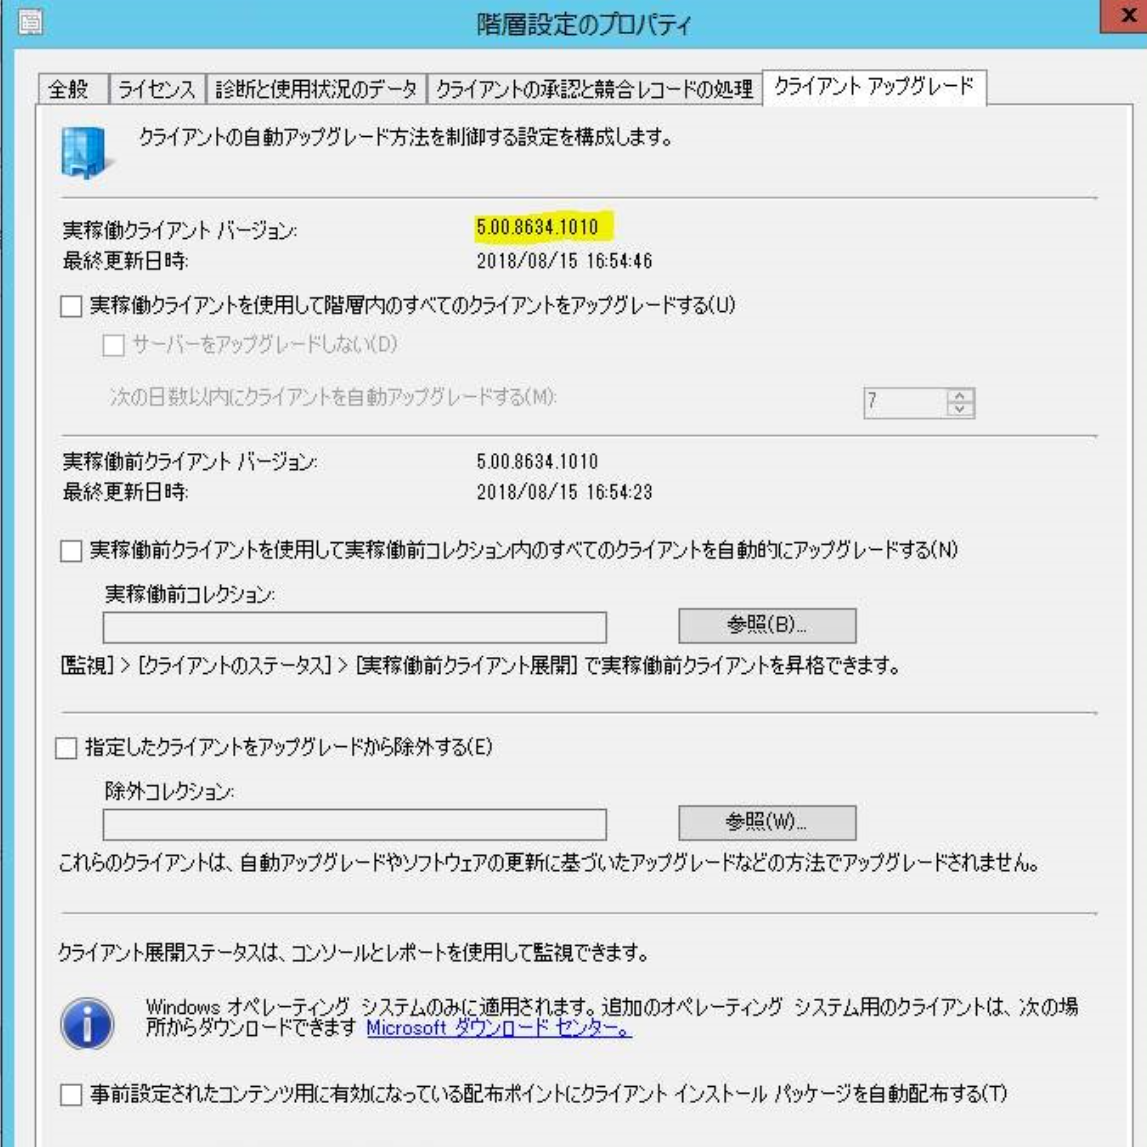 階層設定のプロパティ
x
全般 ライセンス 診断と使用状況のデータ クライアントの承認と競合レコードの処理 クライアント アップグレード
クライアントの自動アップグレード方法を制御する設定を構成します。
実稼働クライアント バージョン: 5.00.8634.1010
最終更新日時: 2018/08/15 16:54:46
実稼働クライアントを使用して階層内のすべてのクライアントをアップグレードする(U)
サーバーをアップグレードしない(D)
次の日数以内にクライアントを自動アップグレードする(M): 7
実稼働前クライアント バージョン: 5.00.8634.1010
最終更新日時: 2018/08/15 16:54:23
実稼働前クライアントを使用して実稼働前コレクション内のすべてのクライアントを自動的にアップグレードする(N)
実稼働前コレクション:
参照(B)...
[監視] > [クライアントのステータス] > [実稼働前クライアント展開] で実稼働前クライアントを昇格できます。
指定したクライアントをアップグレードから除外する(E)
除外コレクション:
参照(W)...
これらのクライアントは、自動アップグレードやソフトウェアの更新に基づいたアップグレードなどの方法でアップグレードされません。
クライアント展開ステータスは、コンソールとレポートを使用して監視できます。
Windows オペレーティング システムのみに適用されます。追加のオペレーティング システム用のクライアントは、次の場
所からダウンロードできます Microsoft ダウンロード センター。
事前設定されたコンテンツ用に有効になっている配布ポイントにクライアント インストール パッケージを自動配布する(T)